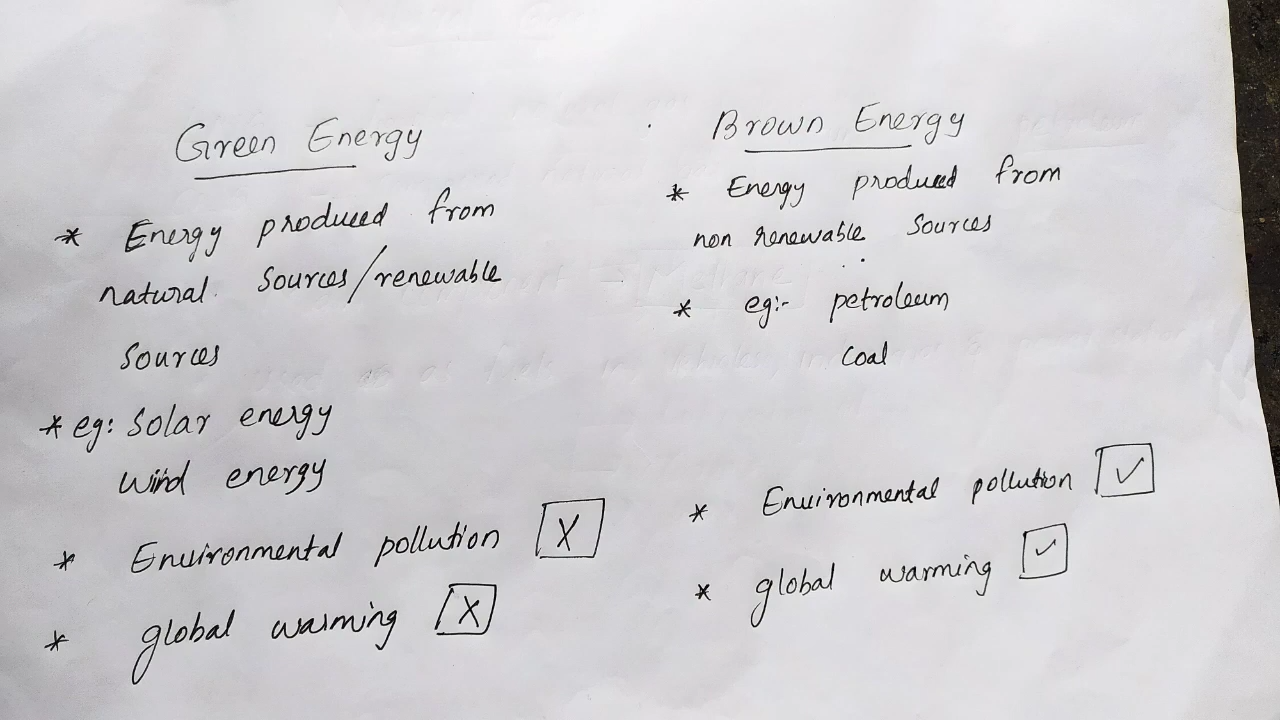 Green Energy
* Energy produced from
natural sources/renewable
sources
* eg: Solar energy
wind energy
* Environmental pollution X
* global warming X
Brown Energy
* Energy produced from
non renewable sources
* eg:- petroleum
coal
* Environmental pollution ✓
* global warming ✓